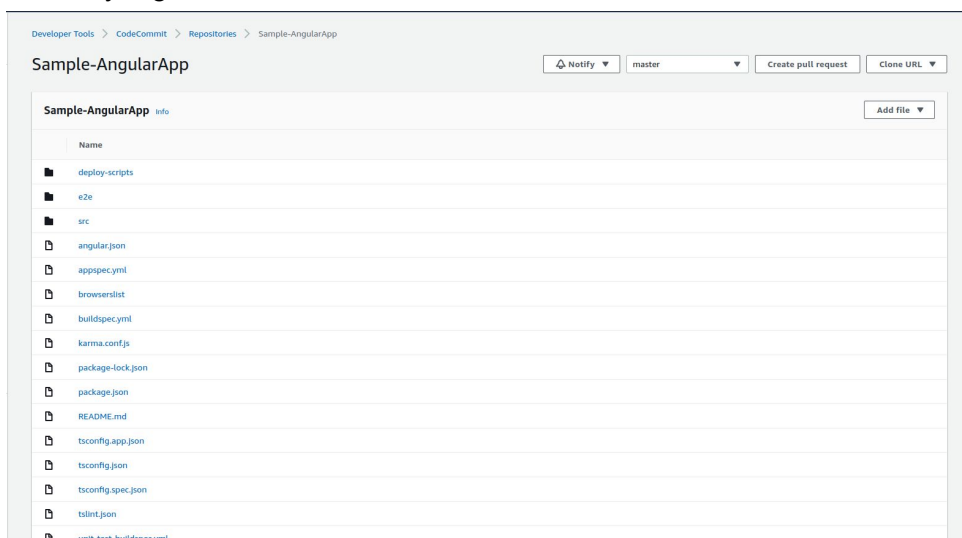 Developer Tools > CodeCommit > Repositories > Sample-AngularApp
Sample-AngularApp
Notify master Create pull request Clone URL
Sample-AngularApp Info Add file
Name
deploy-scripts
e2e
src
angular.json
appspec.yml
browserslist
buildspec.yml
karma.conf.js
package-lock.json
package.json
README.md
tsconfig.app.json
tsconfig.json
tsconfig.spec.json
tslint.json